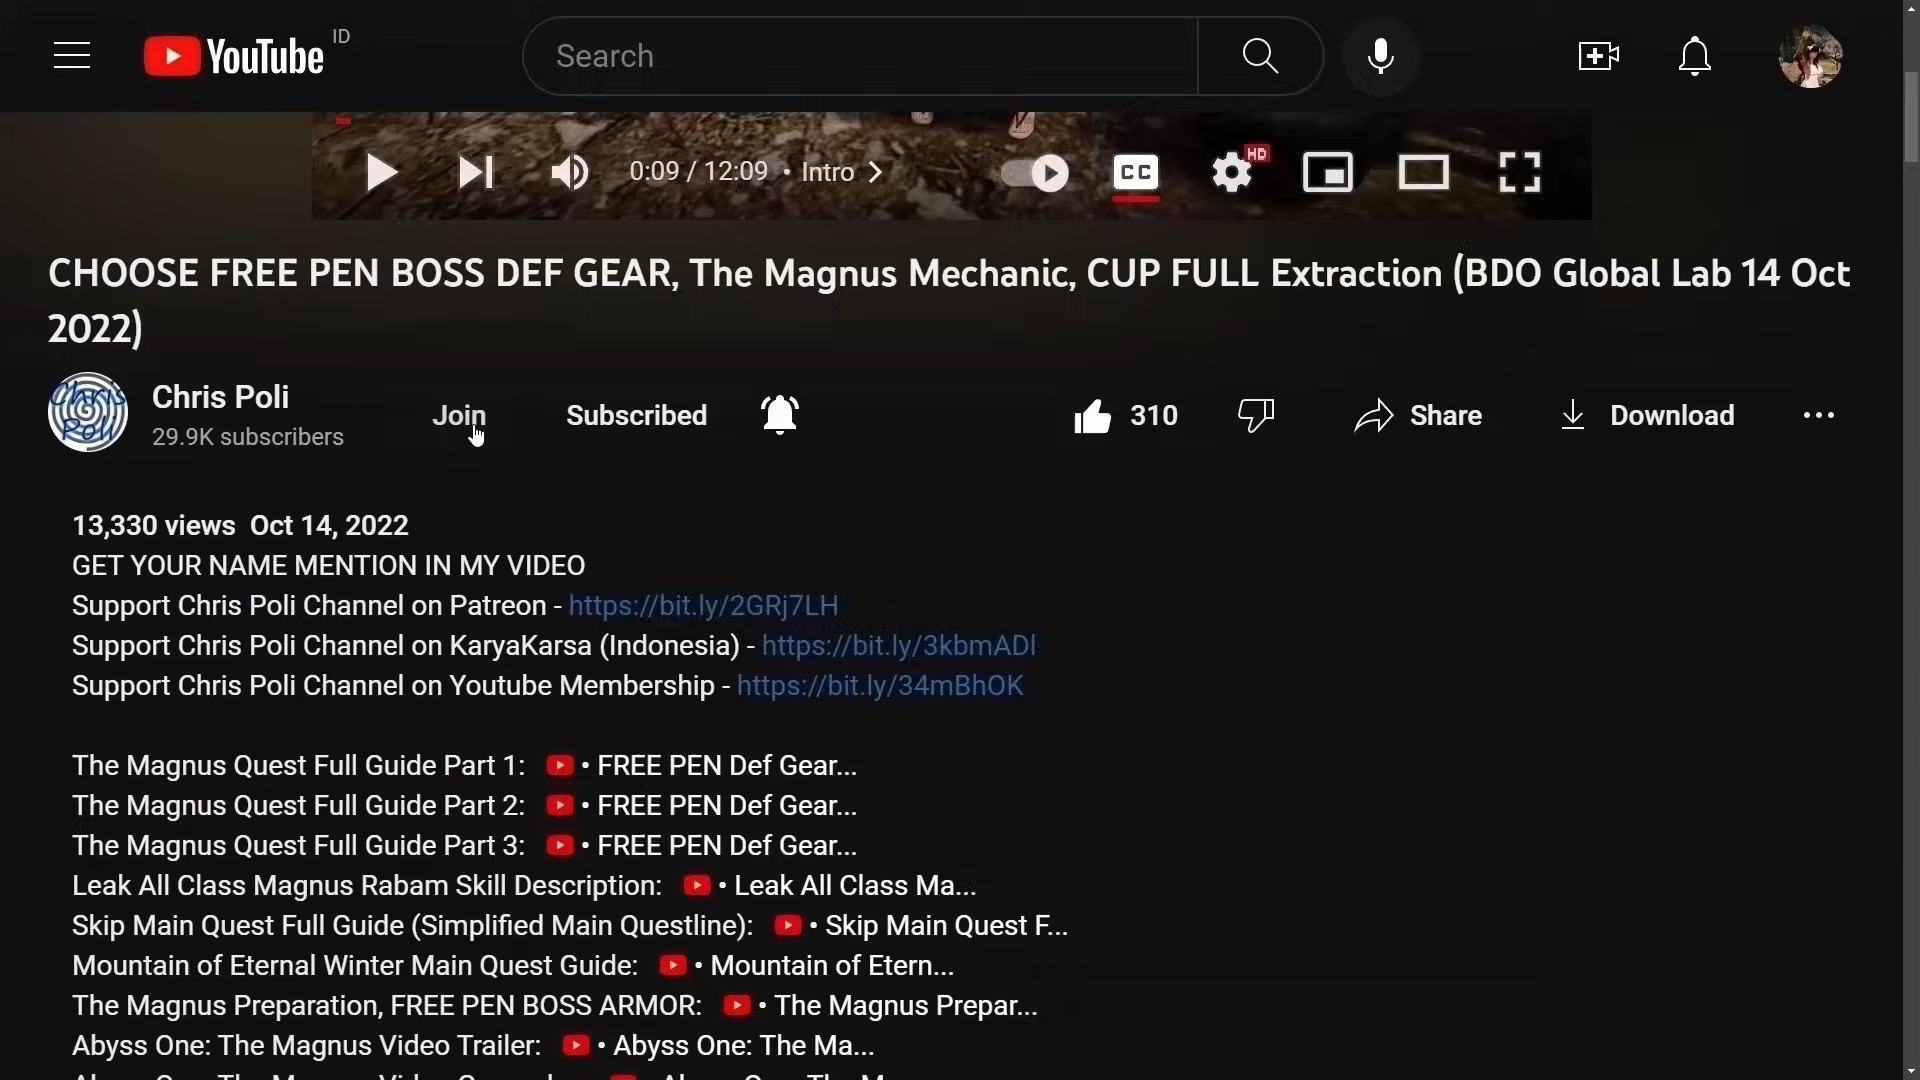 YouTube ID
Search
0:09 / 12:09 • Intro
CC
HD
CHOOSE FREE PEN BOSS DEF GEAR, The Magnus Mechanic, CUP FULL Extraction (BDO Global Lab 14 Oct
2022)
Chris Poli
Chris Poli
29.9K subscribers
Join
Subscribed
310
Share
Download
13,330 views Oct 14, 2022
GET YOUR NAME MENTION IN MY VIDEO
Support Chris Poli Channel on Patreon - https://bit.ly/2GRj7LH
Support Chris Poli Channel on KaryaKarsa (Indonesia) - https://bit.ly/3kbmADl
Support Chris Poli Channel on Youtube Membership - https://bit.ly/34mBhOK
The Magnus Quest Full Guide Part 1: • FREE PEN Def Gear...
The Magnus Quest Full Guide Part 2: • FREE PEN Def Gear...
The Magnus Quest Full Guide Part 3: • FREE PEN Def Gear...
Leak All Class Magnus Rabam Skill Description: • Leak All Class Ma...
Skip Main Quest Full Guide (Simplified Main Questline): • Skip Main Quest F...
Mountain of Eternal Winter Main Quest Guide: • Mountain of Etern...
The Magnus Preparation, FREE PEN BOSS ARMOR: • The Magnus Prepar...
Abyss One: The Magnus Video Trailer: • Abyss One: The Ma...